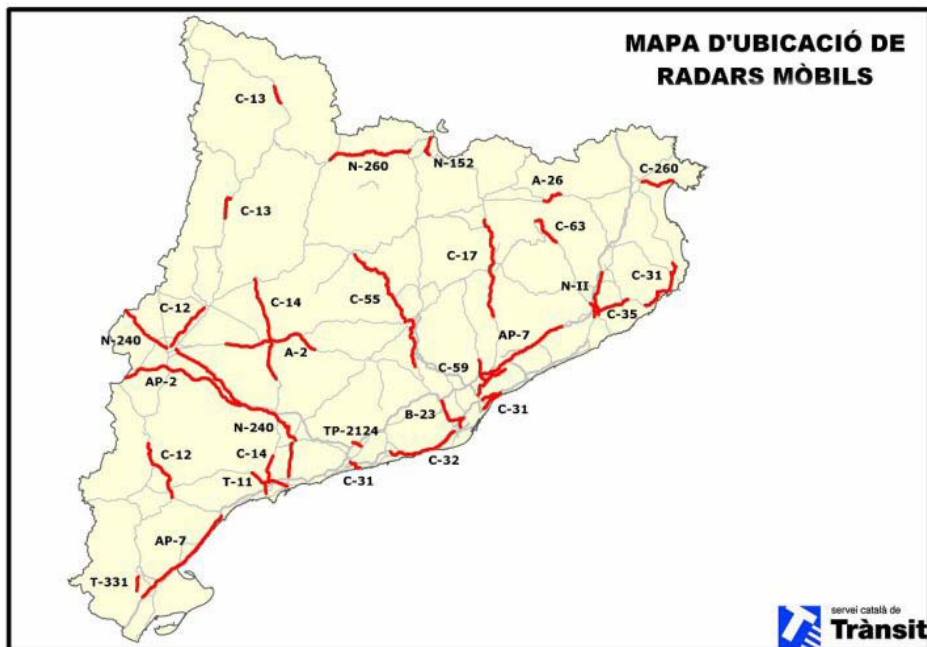 MAPA D'UBICACIÓ DE
RADARS MÒBILS
C-13
N-260
N-152
A-26
C-260
C-13
C-63
C-17
C-31
N-II
C-14
C-55
C-12
C-35
N-240
AP-7
A-2
C-59
AP-2
C-31
B-23
N-240
TP-2124
C-12
C-14
C-32
T-11
C-31
AP-7
T-331
servei català de
Trànsit